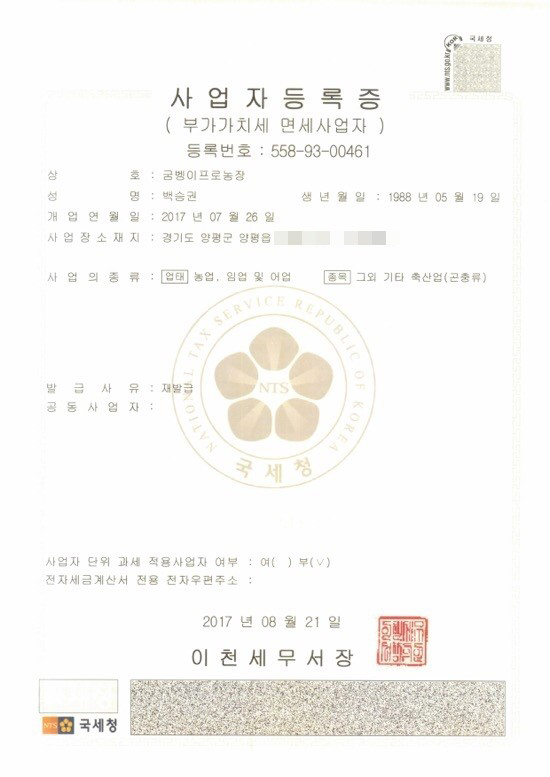 국세청
www.nts.go.kr
사업자등록증
( 부가가치세 면세사업자 )
등록번호 : 558-93-00461
상 호 : 굼벵이프로농장
성 명 : 백승권 생 년 월 일 : 1988 년 05 월 19 일
개 업 연 월 일 : 2017 년 07 월 26 일
사 업 장 소 재 지 : 경기도 양평군 양평읍
사 업 의 종 류 : 업태 농업, 임업 및 어업 종목 그외 기타 축산업(곤충류)
NATIONAL TAX SERVICE REPUBLIC OF KOREA
NTS
국세청
발 급 사 유 : 재발급
공 동 사 업 자 :
사업자 단위 과세 적용사업자 여부 : 여( ) 부(∨)
전자세금계산서 전용 전자우편주소 :
2017 년 08 월 21 일
이천세무서장
NTS 국세청